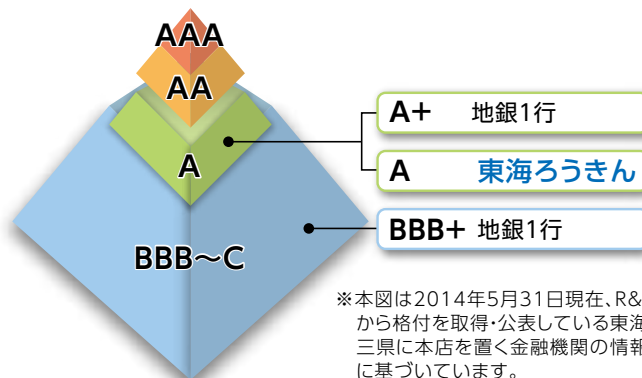 AAA
AA
A
BBB～C
A+ 地銀1行
A 東海ろうきん
BBB+ 地銀1行
※本図は2014年5月31日現在、R&
から格付を取得・公表している東海
三県に本店を置く金融機関の情報
に基づいています。